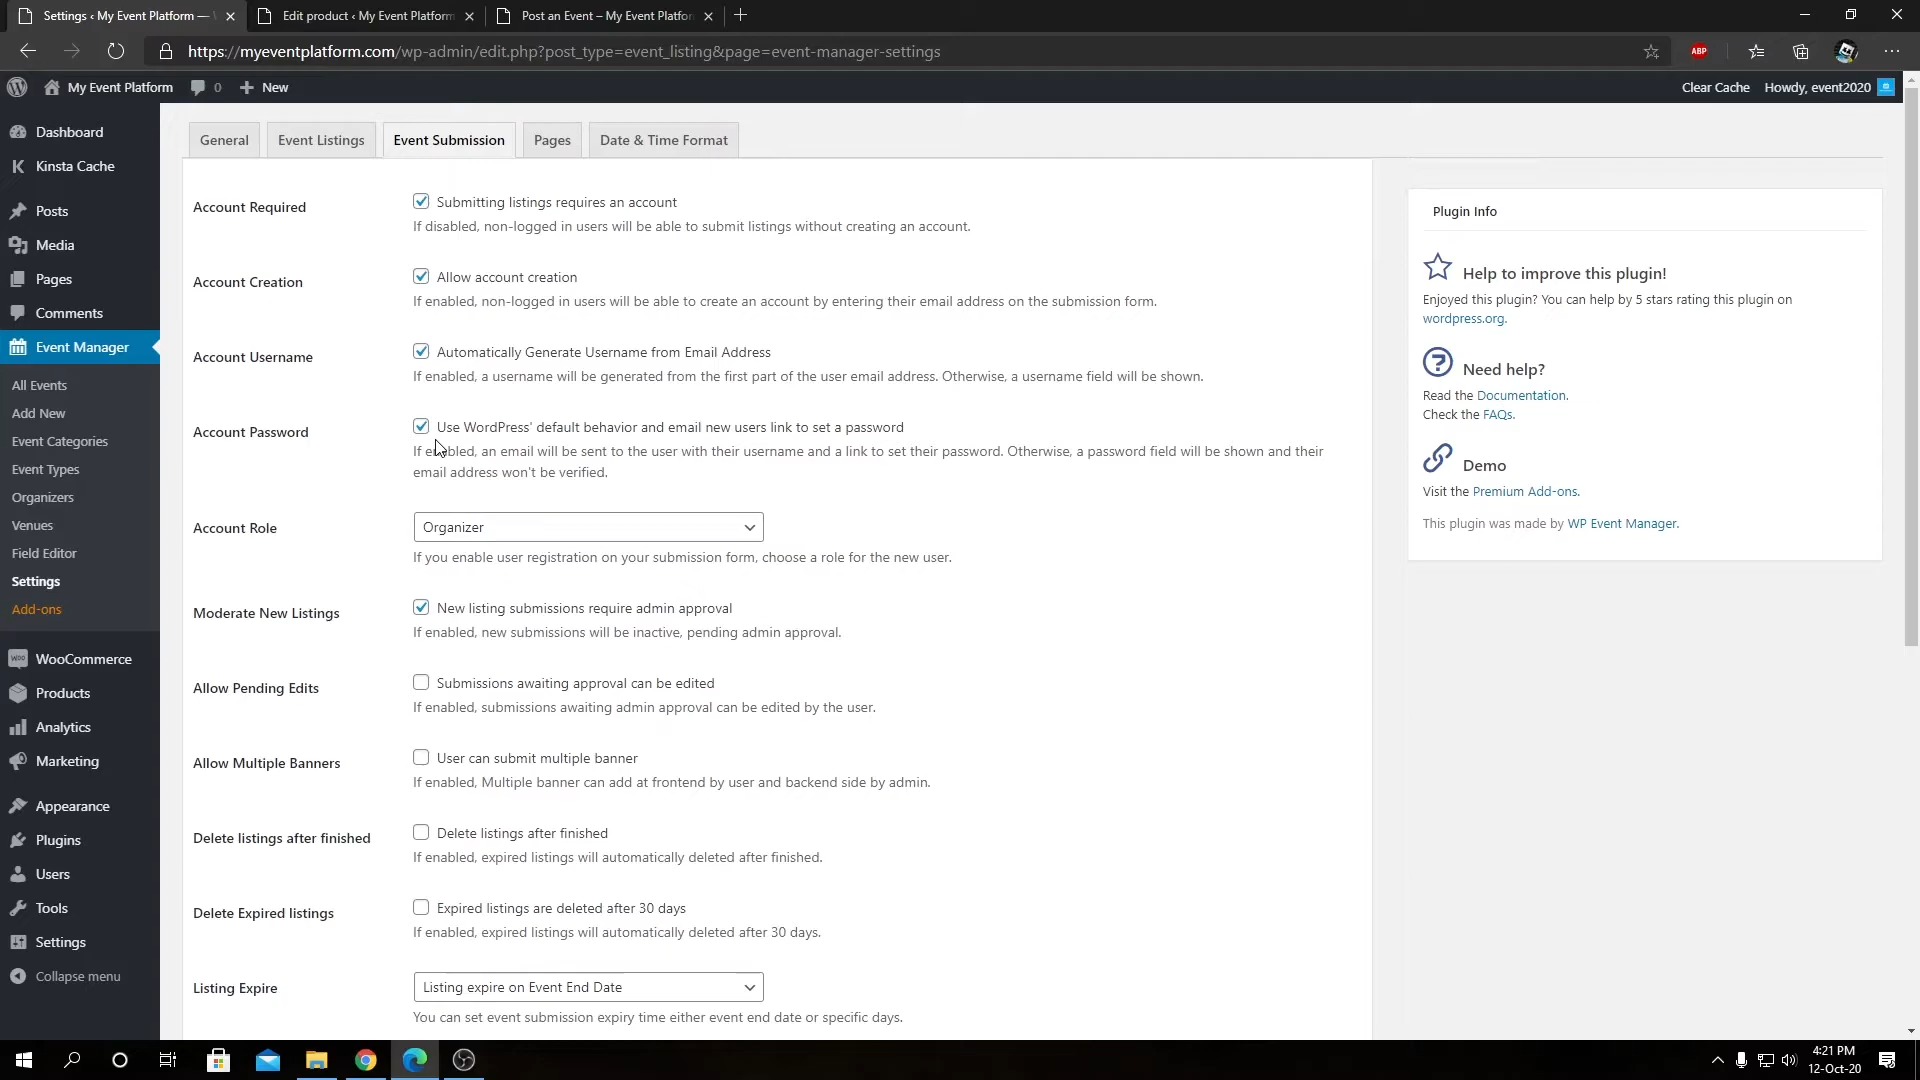 Settings ‹ My Event Platform —
Edit product ‹ My Event Platform
Post an Event – My Event Platfor
https://myeventplatform.com/wp-admin/edit.php?post_type=event_listing&page=event-manager-settings
ABP
My Event Platform
0
New
Clear Cache
Howdy, event2020
Dashboard
Kinsta Cache
Posts
Media
Pages
Comments
Event Manager
All Events
Add New
Event Categories
Event Types
Organizers
Venues
Field Editor
Settings
Add-ons
WooCommerce
Products
Analytics
Marketing
Appearance
Plugins
Users
Tools
Settings
Collapse menu
General
Event Listings
Event Submission
Pages
Date & Time Format
Account Required
Submitting listings requires an account
If disabled, non-logged in users will be able to submit listings without creating an account.
Account Creation
Allow account creation
If enabled, non-logged in users will be able to create an account by entering their email address on the submission form.
Account Username
Automatically Generate Username from Email Address
If enabled, a username will be generated from the first part of the user email address. Otherwise, a username field will be shown.
Account Password
Use WordPress' default behavior and email new users link to set a password
If enabled, an email will be sent to the user with their username and a link to set their password. Otherwise, a password field will be shown and their
email address won't be verified.
Account Role
Organizer
If you enable user registration on your submission form, choose a role for the new user.
Moderate New Listings
New listing submissions require admin approval
If enabled, new submissions will be inactive, pending admin approval.
Allow Pending Edits
Submissions awaiting approval can be edited
If enabled, submissions awaiting admin approval can be edited by the user.
Allow Multiple Banners
User can submit multiple banner
If enabled, Multiple banner can add at frontend by user and backend side by admin.
Delete listings after finished
Delete listings after finished
If enabled, expired listings will automatically deleted after finished.
Delete Expired listings
Expired listings are deleted after 30 days
If enabled, expired listings will automatically deleted after 30 days.
Listing Expire
Listing expire on Event End Date
You can set event submission expiry time either event end date or specific days.
Plugin Info
Help to improve this plugin!
Enjoyed this plugin? You can help by 5 stars rating this plugin on
wordpress.org.
Need help?
Read the Documentation.
Check the FAQs.
Demo
Visit the Premium Add-ons.
This plugin was made by WP Event Manager.
4:21 PM
12-Oct-20